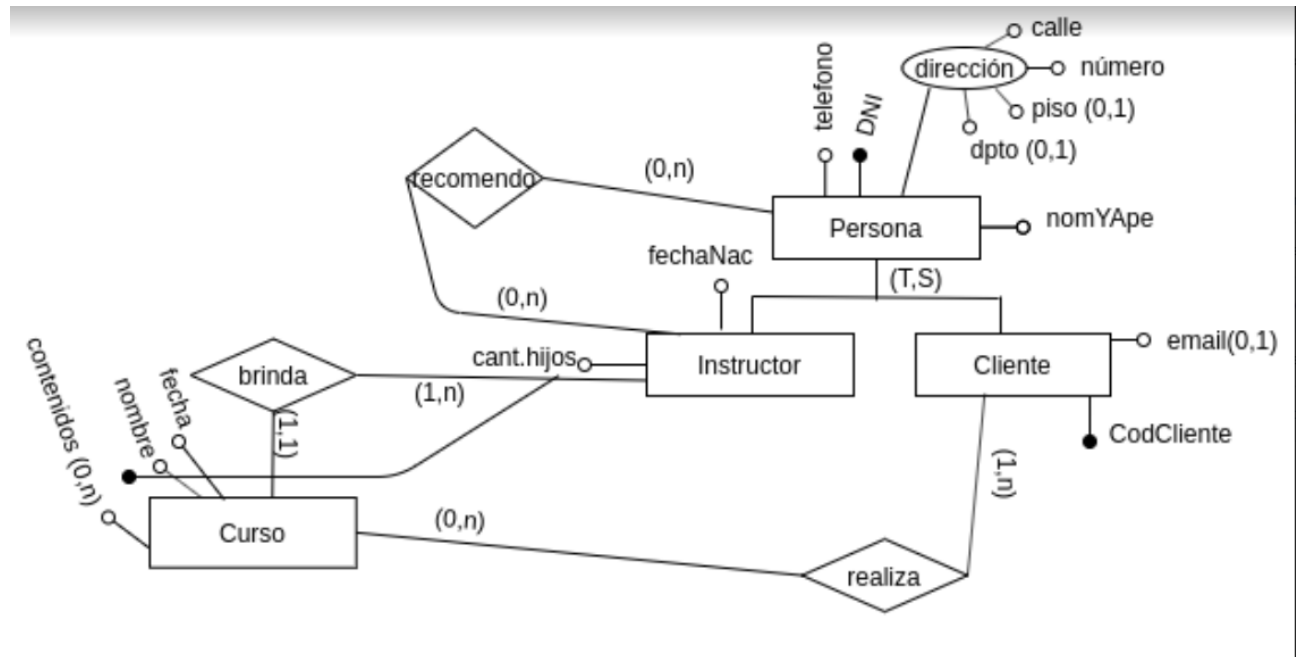 calle
dirección
número
piso (0,1)
dpto (0,1)
telefono
DNI
recomendo
(0,n)
Persona
nomYApe
fechaNac
(T,S)
(0,n)
cant.hijos
Instructor
Cliente
email(0,1)
brinda
(1,n)
(1,1)
contenidos (0,n)
nombre
fecha
CodCliente
(1,n)
Curso
(0,n)
realiza